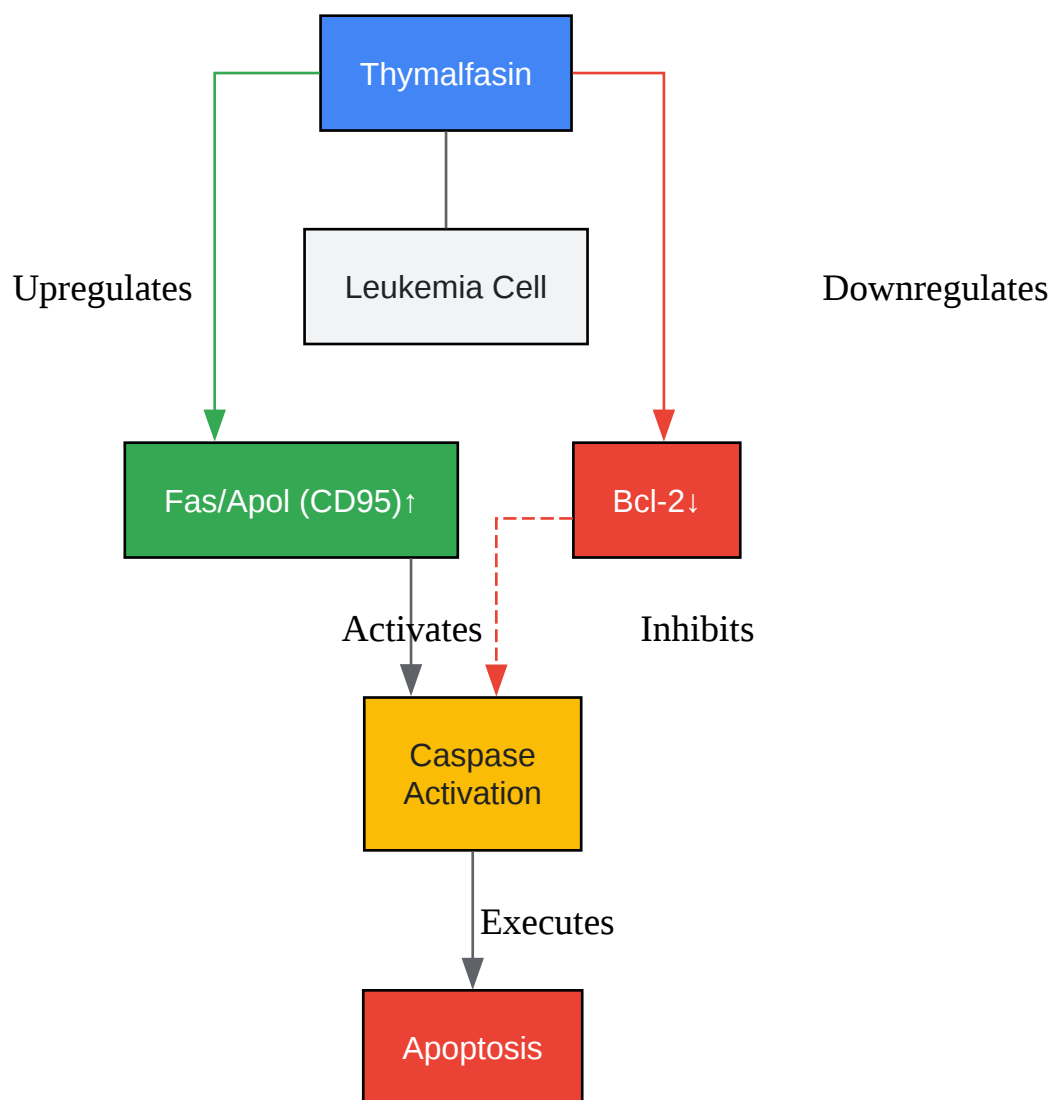 Thymalfasin
Leukemia Cell
Upregulates
Downregulates
Fas/Apol (CD95)↑
Bcl-2↓
Activates
Inhibits
Caspase
Activation
Executes
Apoptosis